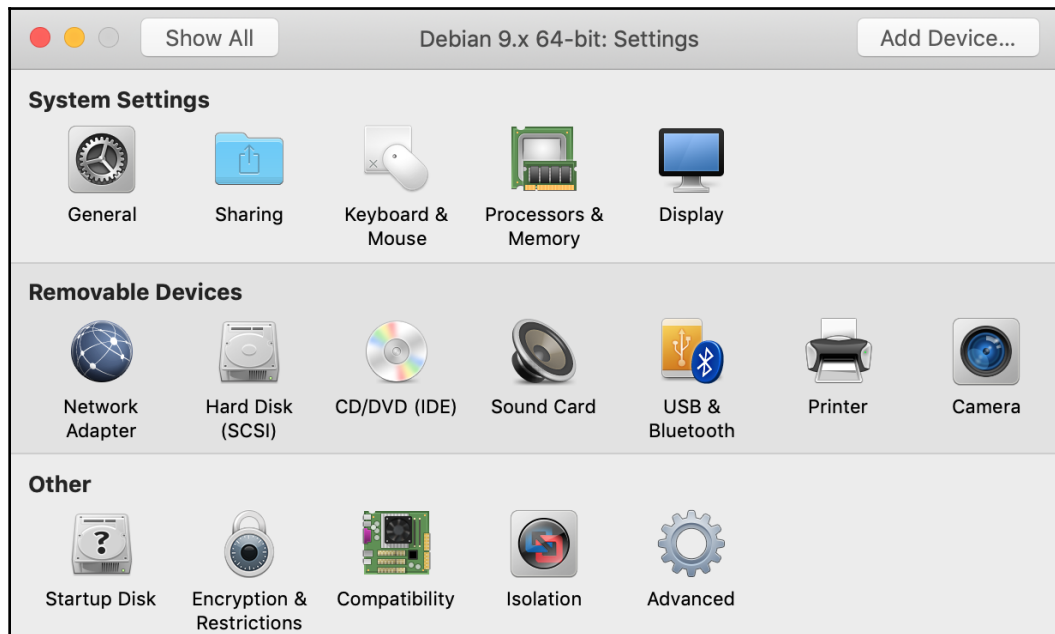 Show All
Debian 9.x 64-bit: Settings
Add Device...
System Settings
General
Sharing
Keyboard &
Mouse
Processors &
Memory
Display
Removable Devices
Network
Adapter
Hard Disk
(SCSI)
CD/DVD (IDE)
Sound Card
USB &
Bluetooth
Printer
Camera
Other
Startup Disk
Encryption &
Restrictions
Compatibility
Isolation
Advanced